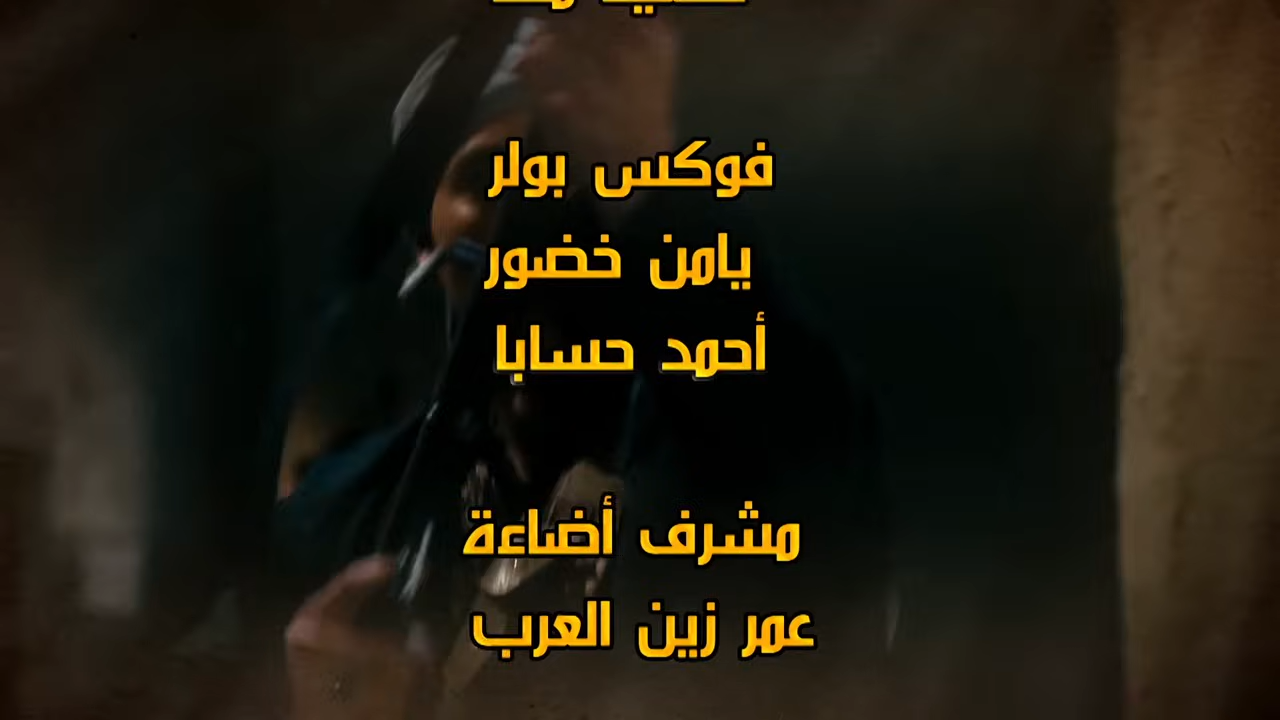 فوكس بولر
يامن خضور
أحمد حسابا
مشرف أضاءة
عمر زين العرب